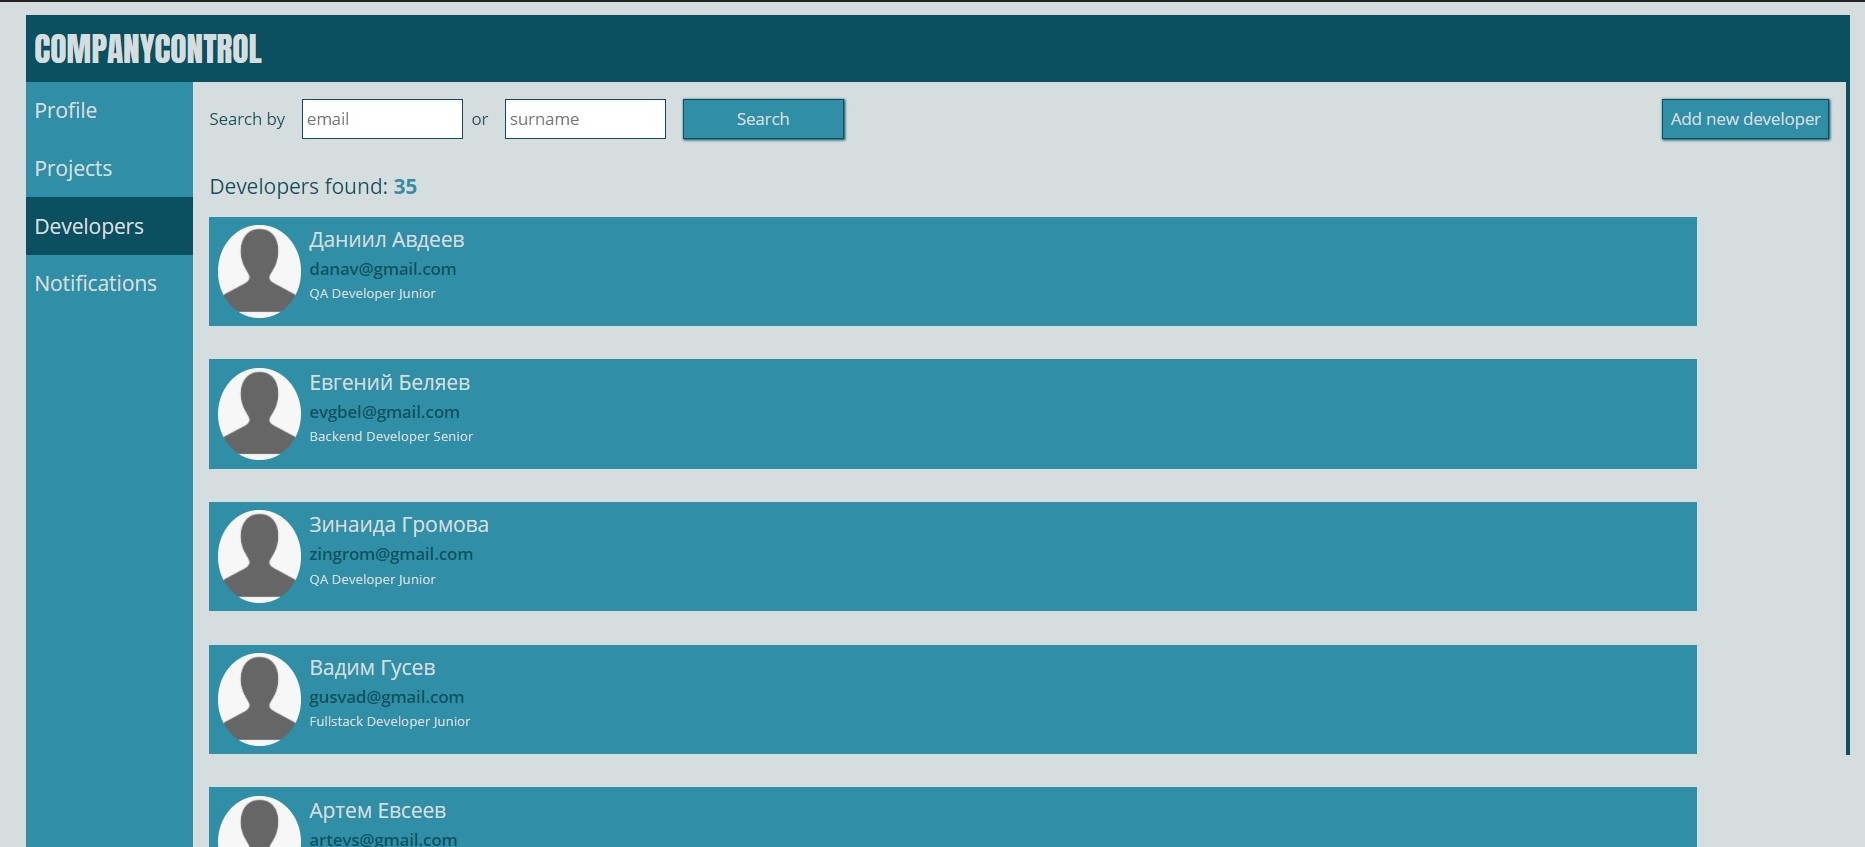 COMPANYCONTROL
Profile
Projects
Developers
Notifications
Search by email or surname Search Add new developer
Developers found: 35
Даниил Авдеев
danav@gmail.com
QA Developer Junior
Евгений Беляев
evgbel@gmail.com
Backend Developer Senior
Зинаида Громова
zingrom@gmail.com
QA Developer Junior
Вадим Гусев
gusvad@gmail.com
Fullstack Developer Junior
Артем Евсеев
artevs@gmail.com